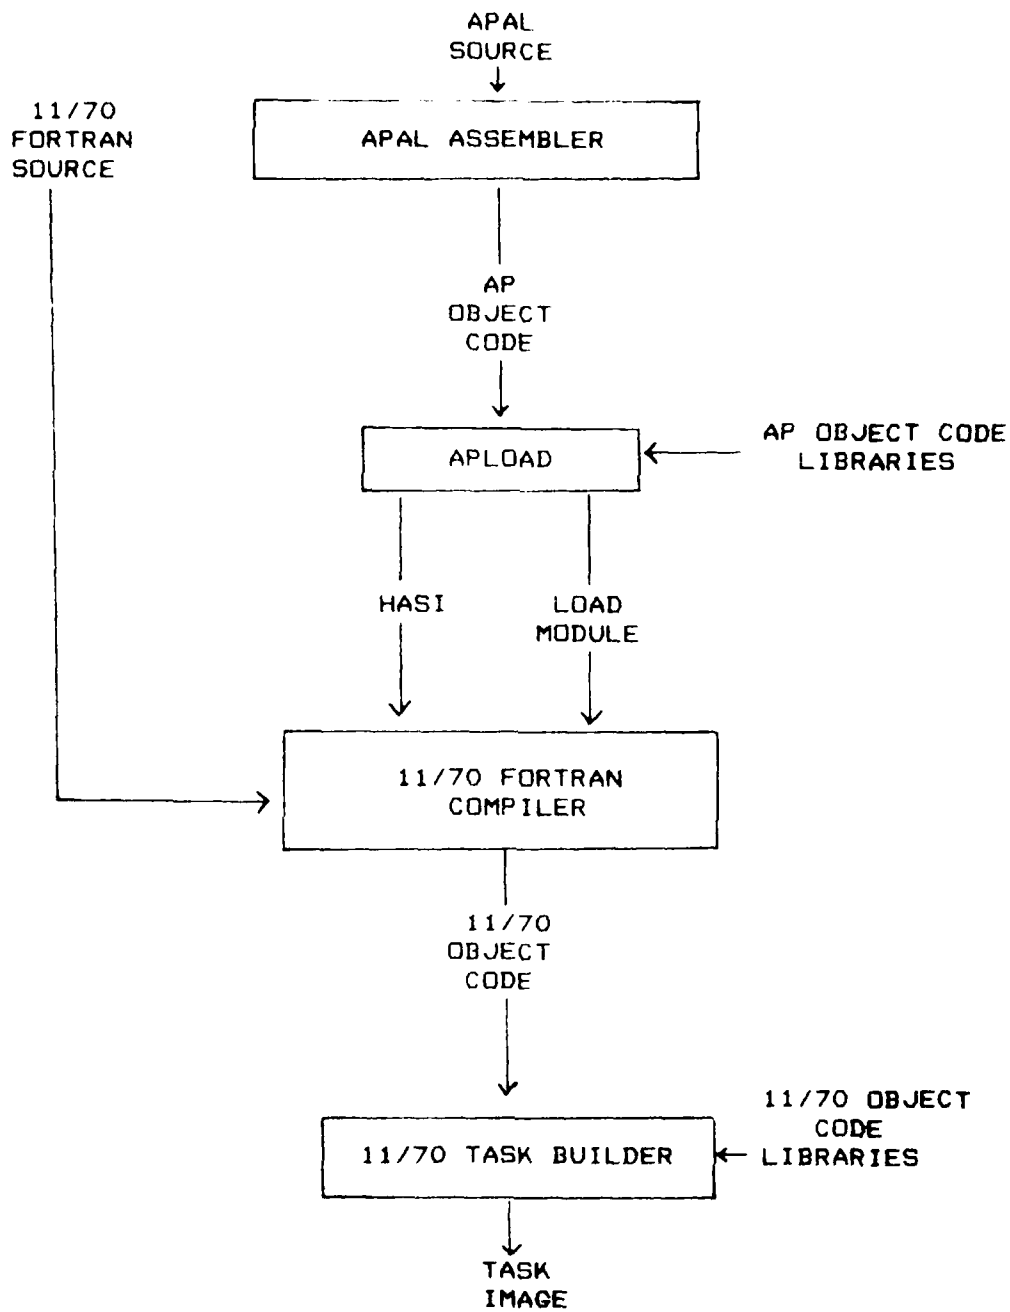 APAL
SOURCE
11/70
FORTRAN
SOURCE
APAL ASSEMBLER
AP
OBJECT
CODE
APLOAD
AP OBJECT CODE
LIBRARIES
HASI
LOAD
MODULE
11/70 FORTRAN
COMPILER
11/70
OBJECT
CODE
11/70 OBJECT
CODE
LIBRARIES
11/70 TASK BUILDER
TASK
IMAGE